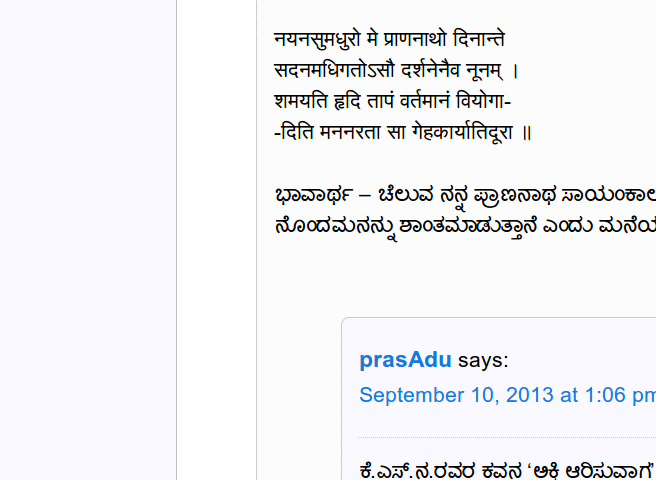 नयनसुमधुरो मे प्राणनाथो दिनान्ते
सदनमधिगतोऽसौ दर्शनेनैव नूनम् ।
शमयति हृदि तापं वर्तमानं वियोगा-
-दिति मननरता सा गेहकार्यातिदूरा ॥
ಭಾವಾರ್ಥ – ಚೆಲುವ ನನ್ನ ಪ್ರಾಣನಾಥ ಸಾಯಂಕಾಲ
ನೊಂದಮನನ್ನು ಶಾಂತಮಾಡುತ್ತಾನೆ ಎಂದು ಮನೆಯ
prasAdu says:
September 10, 2013 at 1:06 pm
ಕೆ.ಎಸ್.ನ.ರವರ ಕವನ ‘ಅಕ್ಕಿ ಆರಿಸುವಾಗ’